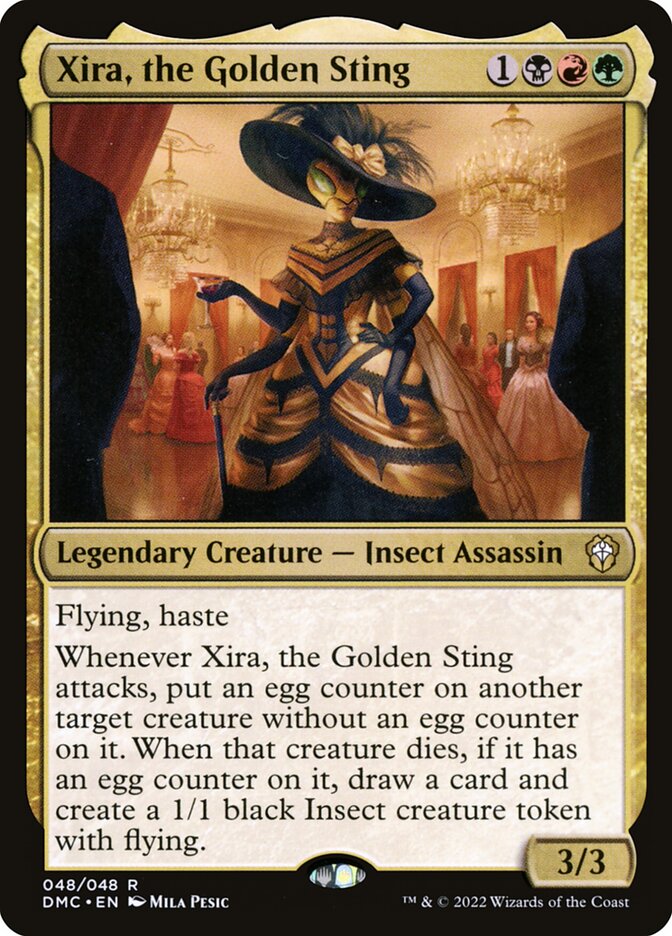 Xira, the Golden Sting 1
Legendary Creature — Insect Assassin
Flying, haste
Whenever Xira, the Golden Sting
attacks, put an egg counter on another
target creature without an egg counter
on it. When that creature dies, if it has
an egg counter on it, draw a card and
create a 1/1 black Insect creature token
with flying.
3/3
048/048 R
DMC • EN Mila Pesic
™ & © 2022 Wizards of the Coast